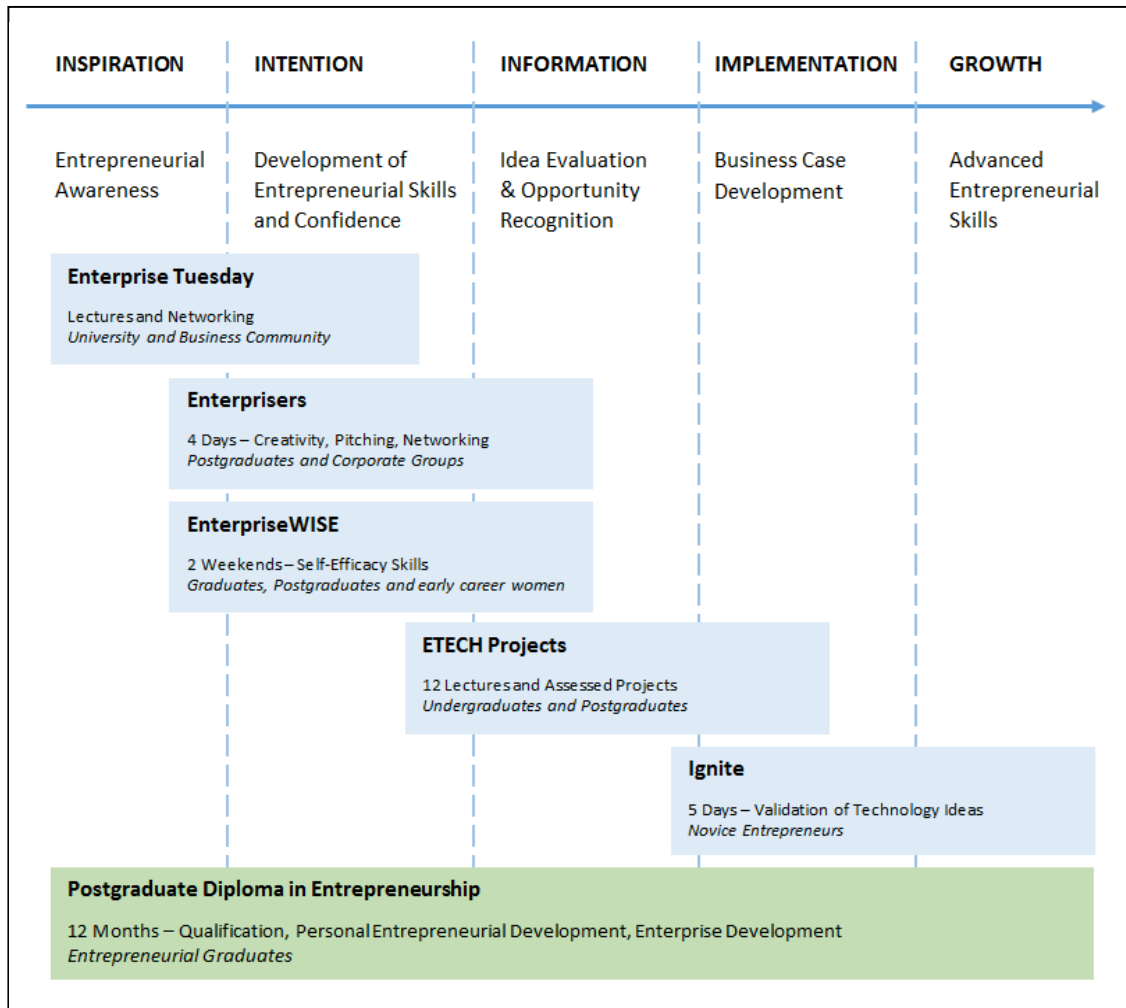 INSPIRATION
INTENTION
INFORMATION
IMPLEMENTATION
GROWTH
Entrepreneurial
Awareness
Development of
Entrepreneurial Skills
and Confidence
Idea Evaluation
& Opportunity
Recognition
Business Case
Development
Advanced
Entrepreneurial
Skills
Enterprise Tuesday
Lectures and Networking
University and Business Community
Enterprisers
4 Days – Creativity, Pitching, Networking
Postgraduates and Corporate Groups
EnterpriseWISE
2 Weekends – Self-Efficacy Skills
Graduates, Postgraduates and early career women
ETECH Projects
12 Lectures and Assessed Projects
Undergraduates and Postgraduates
Ignite
5 Days – Validation of Technology Ideas
Novice Entrepreneurs
Postgraduate Diploma in Entrepreneurship
12 Months – Qualification, Personal Entrepreneurial Development, Enterprise Development
Entrepreneurial Graduates